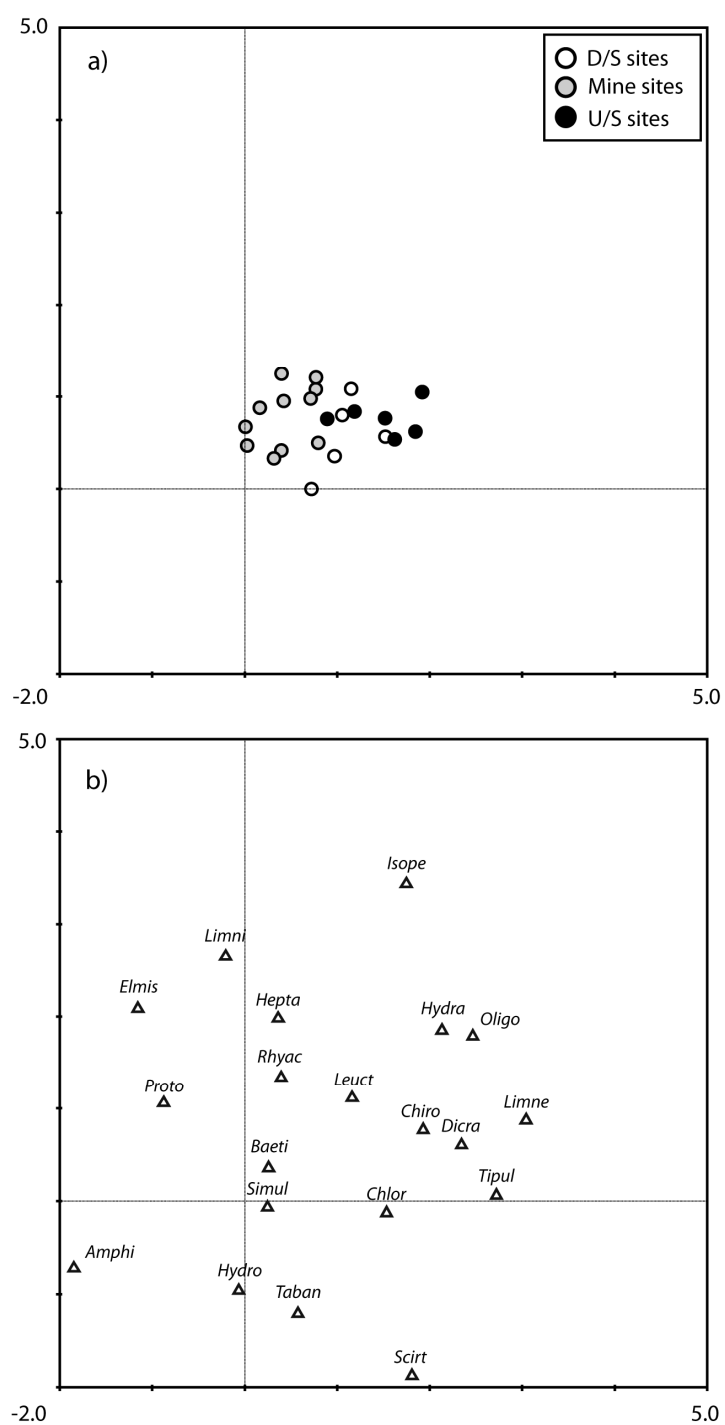 5.0
a)
D/S sites
Mine sites
U/S sites
-2.0
5.0
5.0
b)
Isope
Limni
Elmis
Hepta
Hydra
Oligo
Rhyac
Proto
Leuct
Limne
Chiro
Dicra
Baeti
Tipul
Simul
Chlor
Amphi
Hydro
Taban
Scirt
-2.0
5.0